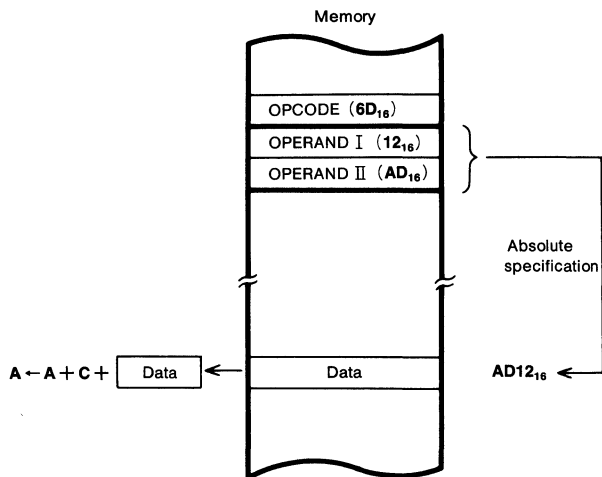 Memory
OPCODE (6D₁₆)
OPERAND Ⅰ (12₁₆)
OPERAND Ⅱ (AD₁₆)
Absolute
specification
A ← A + C + Data
Data
AD12₁₆